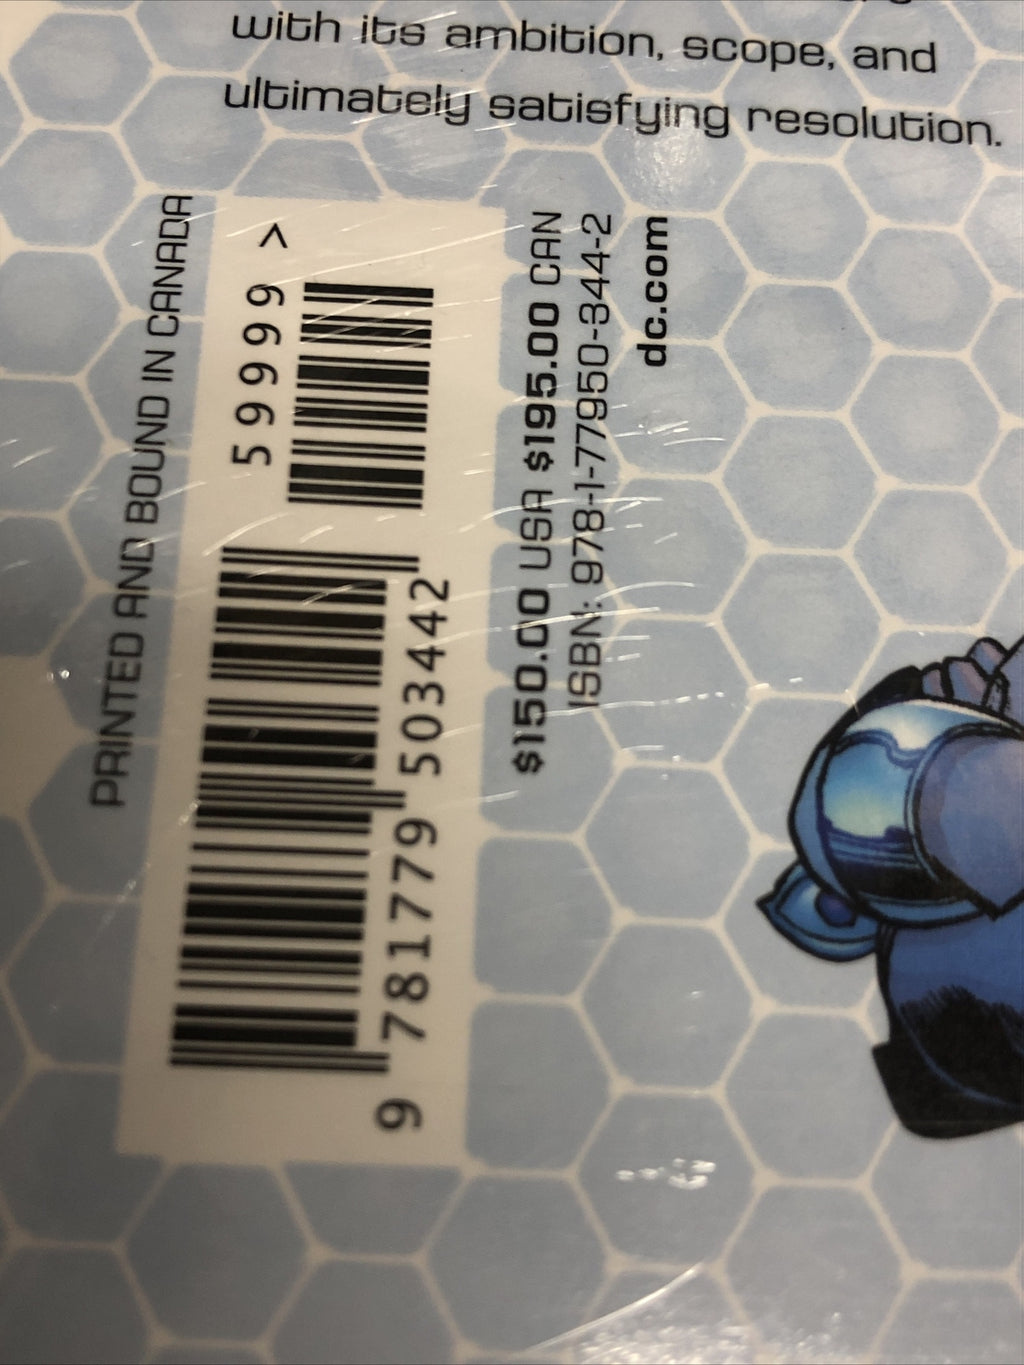 with its ambition, scope, and
ultimately satisfying resolution.
PRINTED AND BOUND IN CANADA
59999 >
9 781779 503442
$150.00 USA $195.00 CAN
ISBN: 978-1-77950-344-2
dc.com